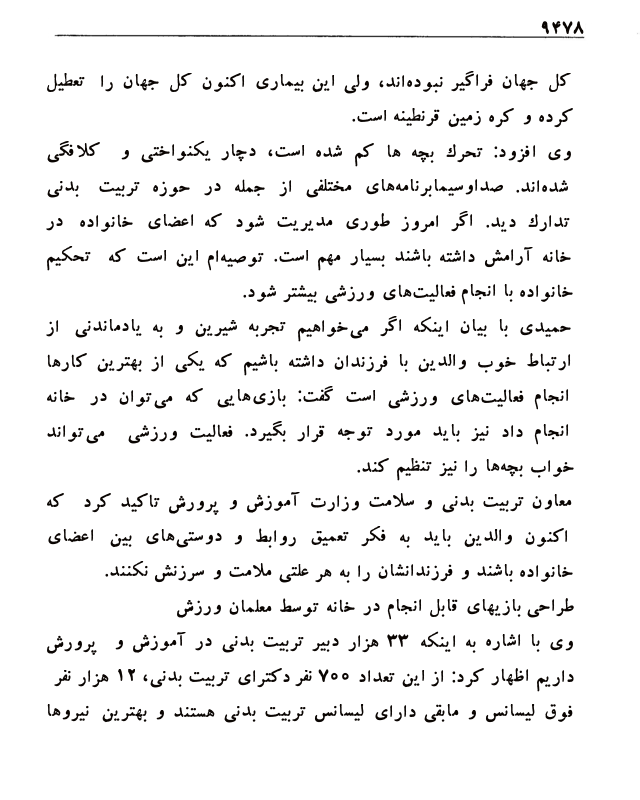 ۹۴۷۸
کل جهان فراگیر نبوده‌اند، ولی این بیماری اکنون کل جهان را تعطیل
کرده و کره زمین قرنطینه است.
وی افزود: تحرك بچه ها کم شده است، دچار یکنواختی و کلافگی
شده‌اند. صداوسیمابرنامه‌های مختلفی از جمله در حوزه تربیت بدنی
تدارك دید. اگر امروز طوری مدیریت شود که اعضای خانواده در
خانه آرامش داشته باشند بسیار مهم است. توصیه‌ام این است که تحکیم
خانواده با انجام فعالیت‌های ورزشی بیشتر شود.
حمیدی با بیان اینکه اگر می‌خواهیم تجربه شیرین و به یادماندنی از
ارتباط خوب والدین با فرزندان داشته باشیم که یکی از بهترین کارها
انجام فعالیت‌های ورزشی است گفت: بازی‌هایی که می‌توان در خانه
انجام داد نیز باید مورد توجه قرار بگیرد. فعالیت ورزشی می‌تواند
خواب بچه‌ها را نیز تنظیم کند.
معاون تربیت بدنی و سلامت وزارت آموزش و پرورش تاکید کرد که
اکنون والدین باید به فکر تعمیق روابط و دوستی‌های بین اعضای
خانواده باشند و فرزندانشان را به هر علتی ملامت و سرزنش نکنند.
طراحی بازیهای قابل انجام در خانه توسط معلمان ورزش
وی با اشاره به اینکه ۳۳ هزار دبیر تربیت بدنی در آموزش و پرورش
داریم اظهار کرد: از این تعداد ۷۰۰ نفر دکترای تربیت بدنی، ۱۲ هزار نفر
فوق لیسانس و مابقی دارای لیسانس تربیت بدنی هستند و بهترین نیروها